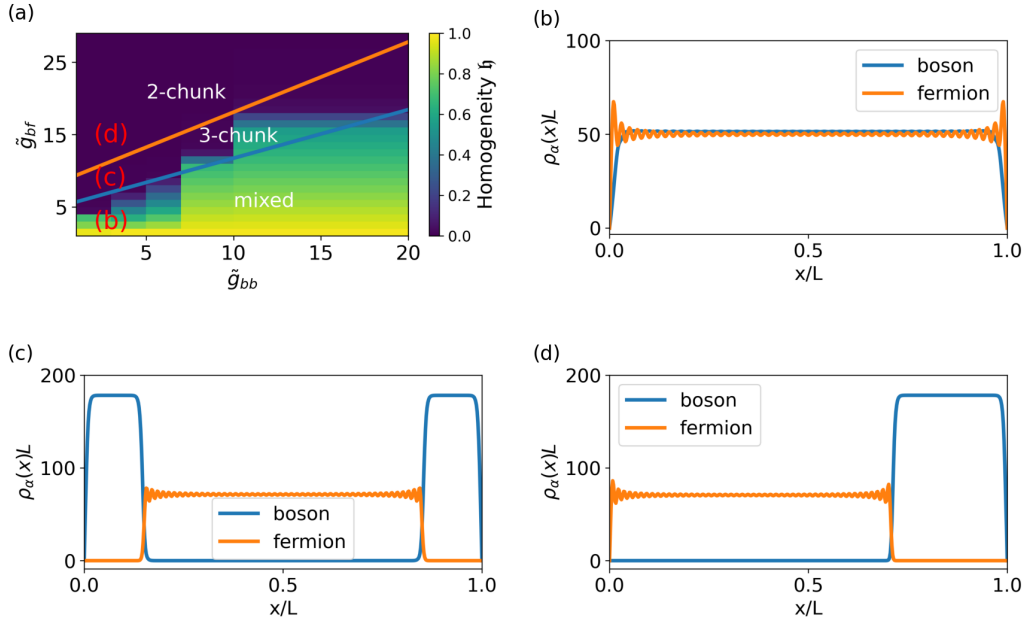 (a)
2-chunk
3-chunk
mixed
(d)
(c)
(b)
25
15
5
g̃bf
5
10
15
20
g̃bb
1.0
0.8
0.6
0.4
0.2
0.0
Homogeneity 𝔥
(b)
100
50
0
ρα(x)L
boson
fermion
0.0
0.5
1.0
x/L
(c)
200
100
0
ρα(x)L
boson
fermion
0.0
0.5
1.0
x/L
(d)
200
100
0
ρα(x)L
boson
fermion
0.0
0.5
1.0
x/L